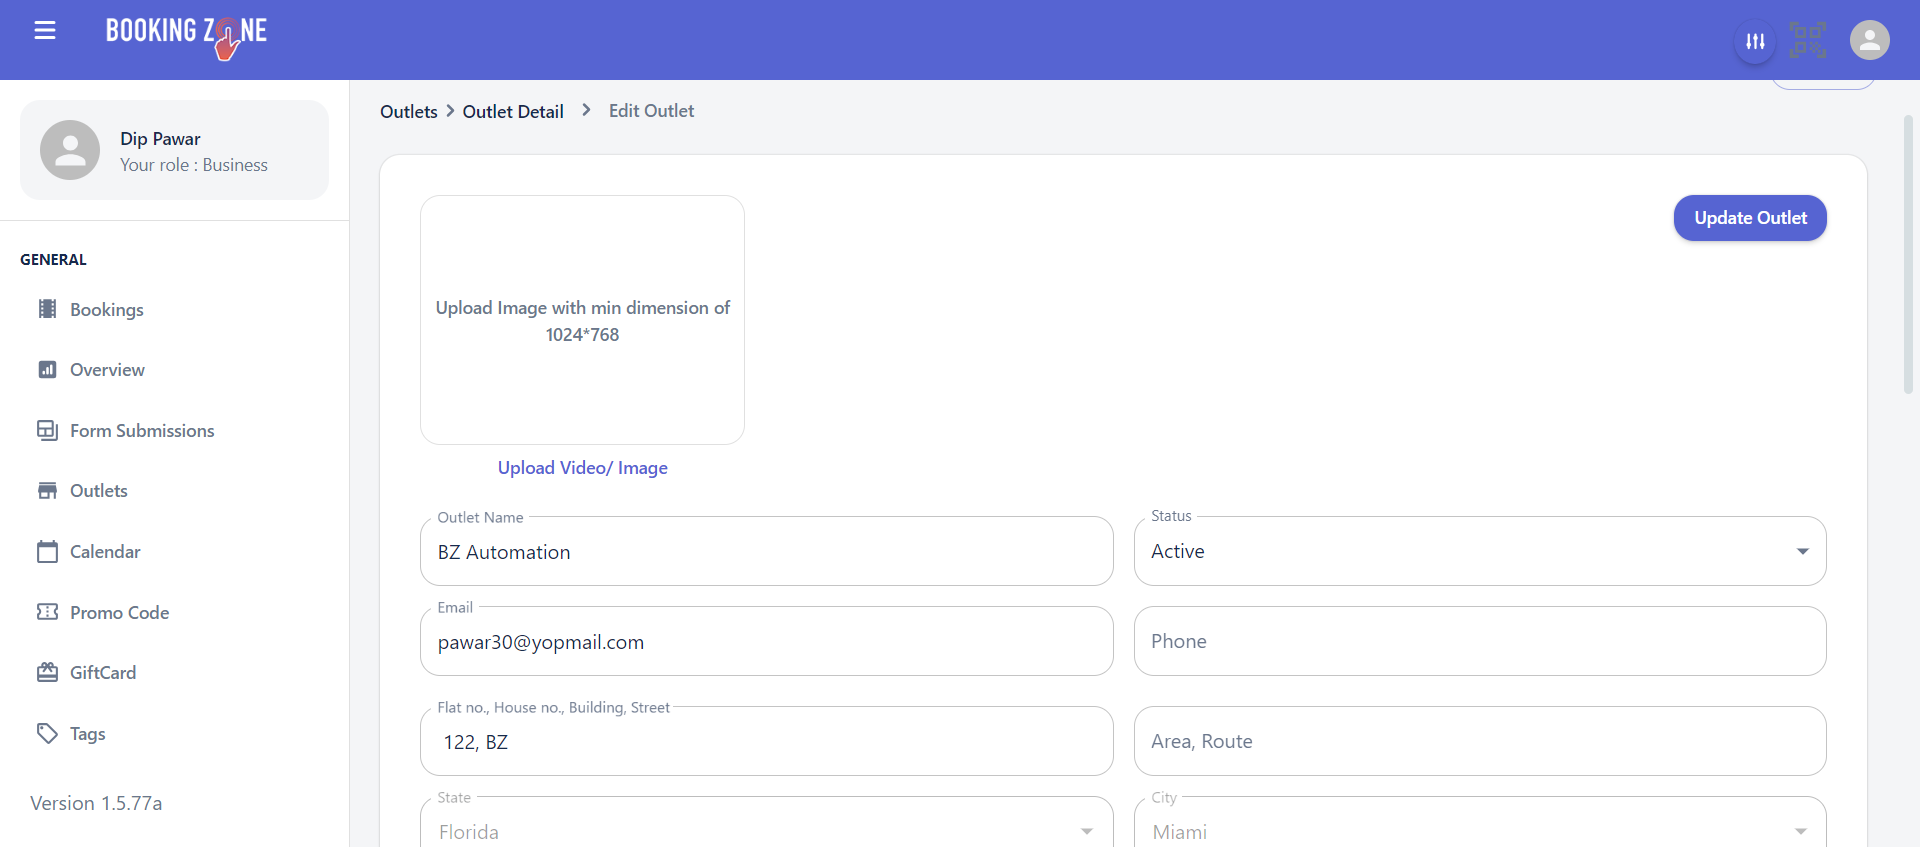 BOOKING ZONE
Outlets > Outlet Detail > Edit Outlet
Dip Pawar
Your role : Business
GENERAL
Bookings
Overview
Form Submissions
Outlets
Calendar
Promo Code
GiftCard
Tags
Version 1.5.77a
Update Outlet
Upload Image with min dimension of
1024*768
Upload Video/ Image
Outlet Name
BZ Automation
Status
Active
Email
pawar30@yopmail.com
Phone
Flat no., House no., Building, Street
122, BZ
Area, Route
State
Florida
City
Miami